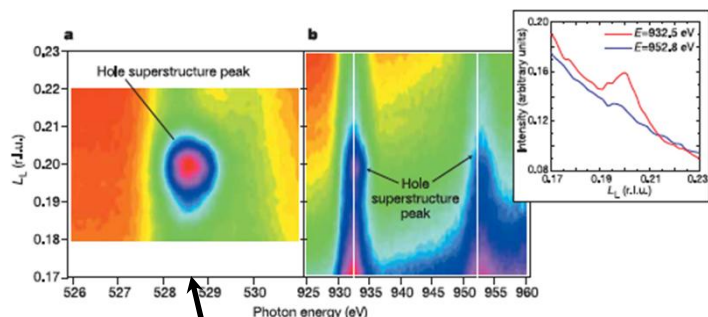 a
b
Hole superstructure peak
Hole
superstructure
peak
L_L (r.l.u.)
0.23
0.22
0.21
0.20
0.19
0.18
0.17
526 527 528 529 530 925 930 935 940 945 950 955 960
Photon energy (eV)
Intensity (arbitrary units)
0.20
0.16
0.12
0.08
E=932.5 eV
E=952.8 eV
0.17 0.19 0.21 0.23
L_L (r.l.u.)